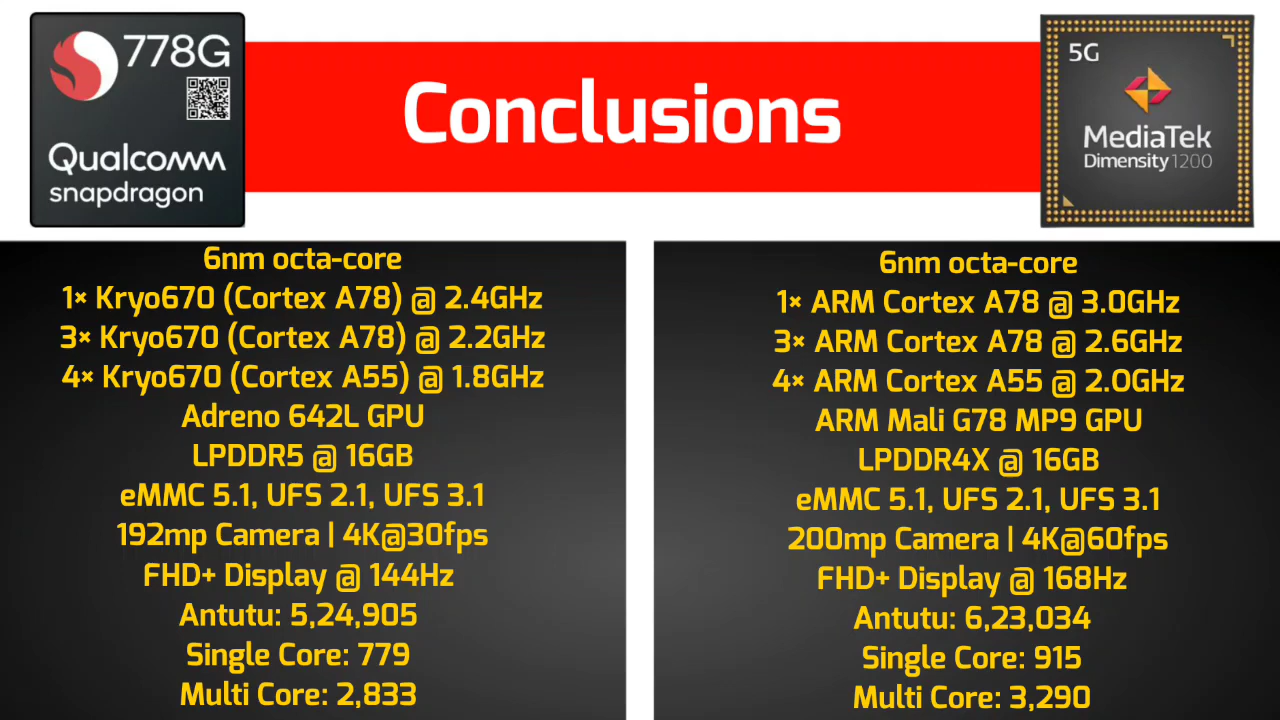 778G
Qualcomm
snapdragon
Conclusions
5G
MediaTek
Dimensity 1200
6nm octa-core
1× Kryo670 (Cortex A78) @ 2.4GHz
3× Kryo670 (Cortex A78) @ 2.2GHz
4× Kryo670 (Cortex A55) @ 1.8GHz
Adreno 642L GPU
LPDDR5 @ 16GB
eMMC 5.1, UFS 2.1, UFS 3.1
192mp Camera | 4K@30fps
FHD+ Display @ 144Hz
Antutu: 5,24,905
Single Core: 779
Multi Core: 2,833
6nm octa-core
1× ARM Cortex A78 @ 3.0GHz
3× ARM Cortex A78 @ 2.6GHz
4× ARM Cortex A55 @ 2.0GHz
ARM Mali G78 MP9 GPU
LPDDR4X @ 16GB
eMMC 5.1, UFS 2.1, UFS 3.1
200mp Camera | 4K@60fps
FHD+ Display @ 168Hz
Antutu: 6,23,034
Single Core: 915
Multi Core: 3,290